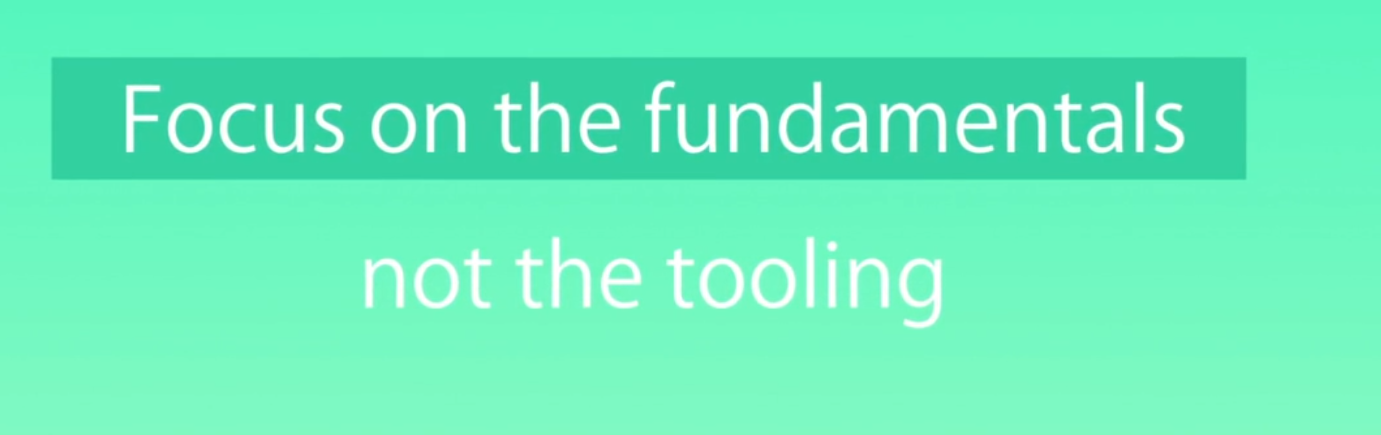 Focus on the fundamentals
not the tooling